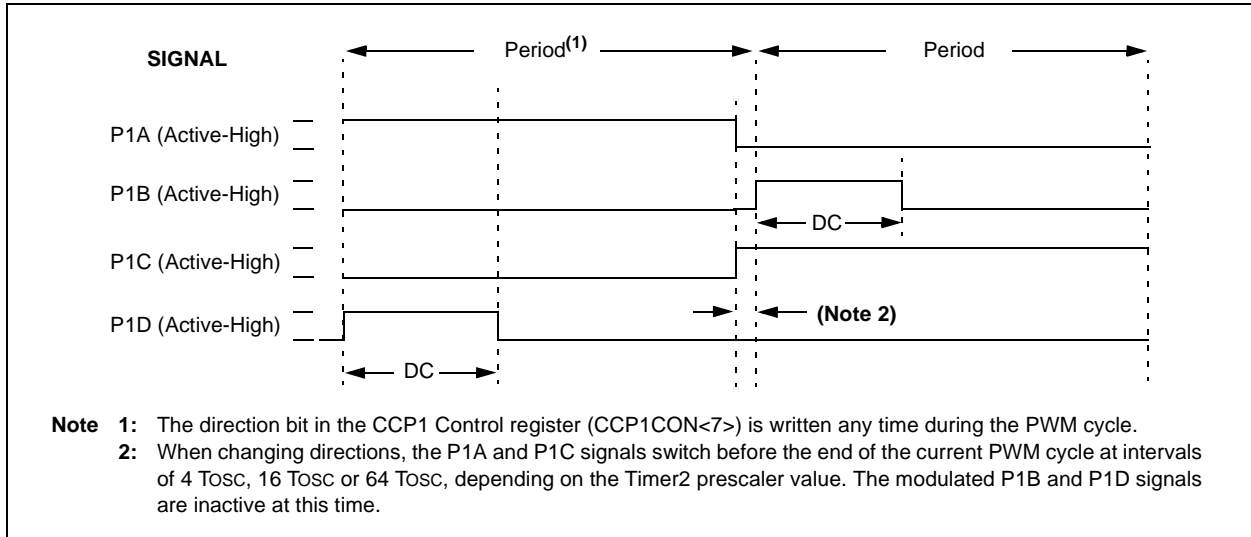 SIGNAL
Period(1)
Period
P1A (Active-High)
P1B (Active-High)
DC
P1C (Active-High)
P1D (Active-High)
(Note 2)
DC
Note 1: The direction bit in the CCP1 Control register (CCP1CON<7>) is written any time during the PWM cycle.
2: When changing directions, the P1A and P1C signals switch before the end of the current PWM cycle at intervals
of 4 TOSC, 16 TOSC or 64 TOSC, depending on the Timer2 prescaler value. The modulated P1B and P1D signals
are inactive at this time.